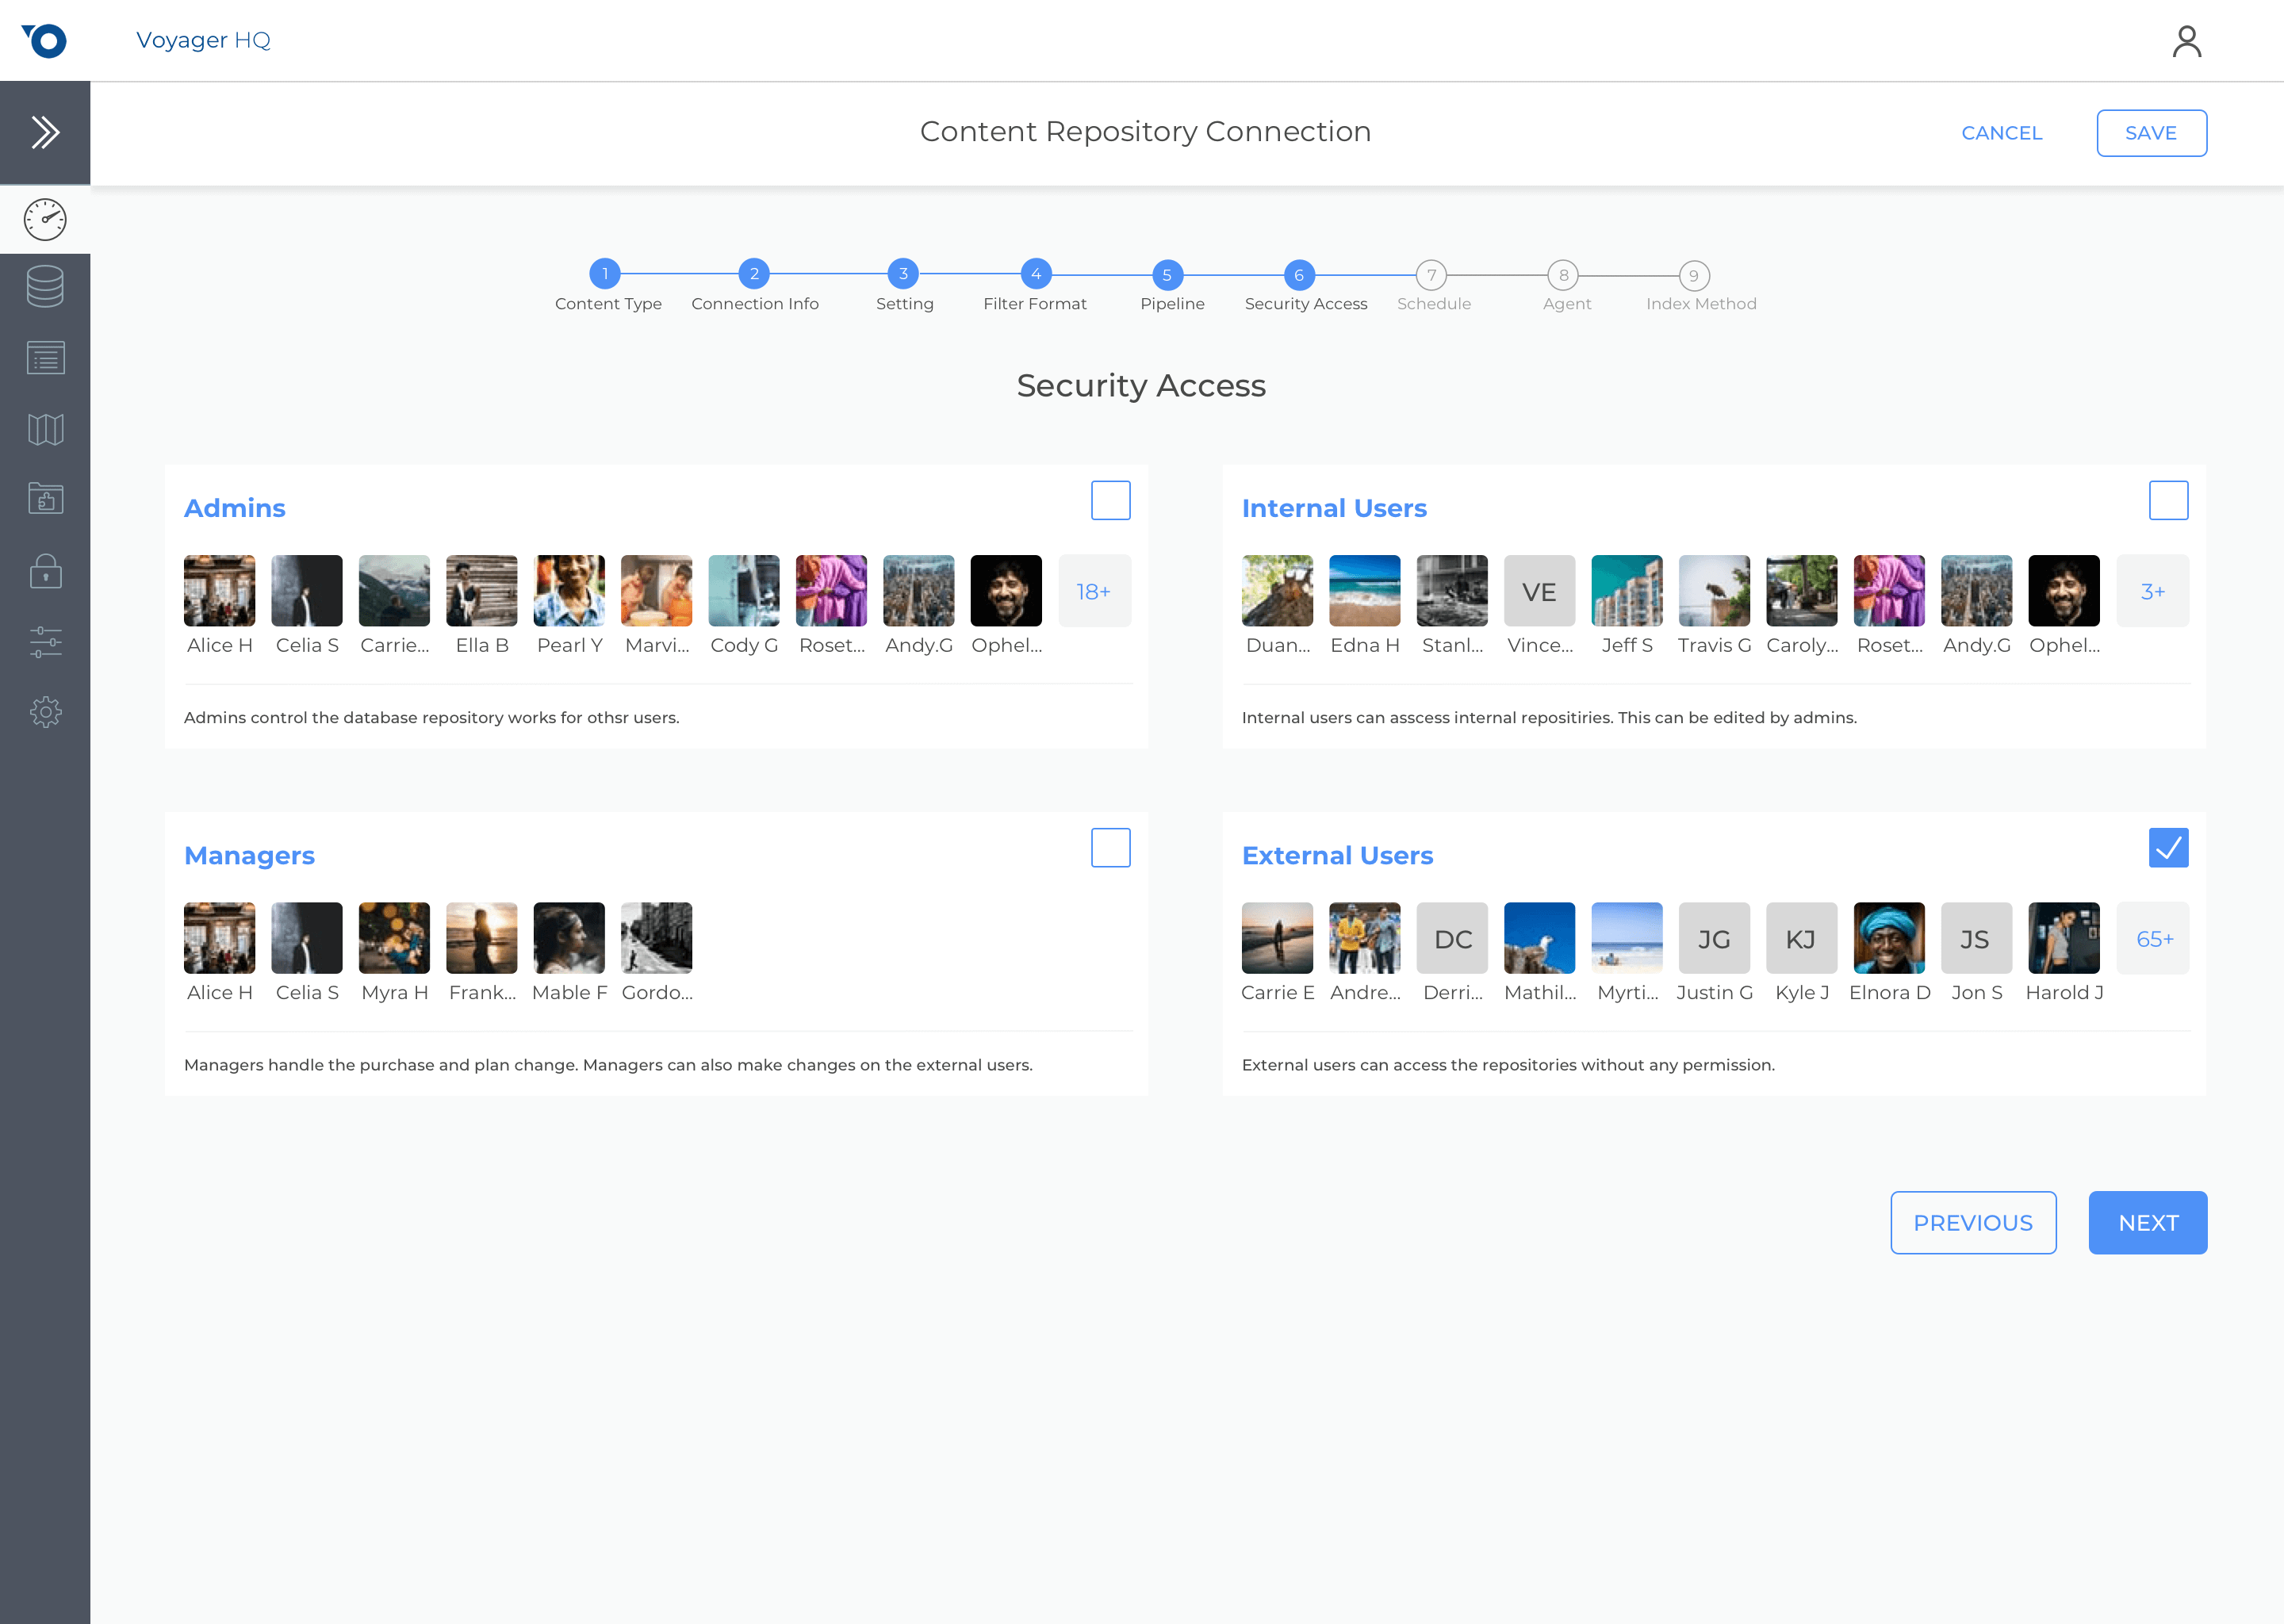 Voyager HQ
Content Repository Connection
CANCEL
SAVE
1
2
3
4
5
6
7
8
9
Content Type
Connection Info
Setting
Filter Format
Pipeline
Security Access
Schedule
Agent
Index Method
Security Access
Admins
18+
Alice H
Celia S
Carrie...
Ella B
Pearl Y
Marvi...
Cody G
Roset...
Andy.G
Ophel...
Admins control the database repository works for othsr users.
Internal Users
VE
3+
Duan...
Edna H
Stanl...
Vince...
Jeff S
Travis G
Caroly...
Roset...
Andy.G
Ophel...
Internal users can asscess internal repositiries. This can be edited by admins.
Managers
Alice H
Celia S
Myra H
Frank...
Mable F
Gordo...
Managers handle the purchase and plan change. Managers can also make changes on the external users.
External Users
DC
JG
KJ
JS
65+
Carrie E
Andre...
Derri...
Mathil...
Myrti...
Justin G
Kyle J
Elnora D
Jon S
Harold J
External users can access the repositories without any permission.
PREVIOUS
NEXT